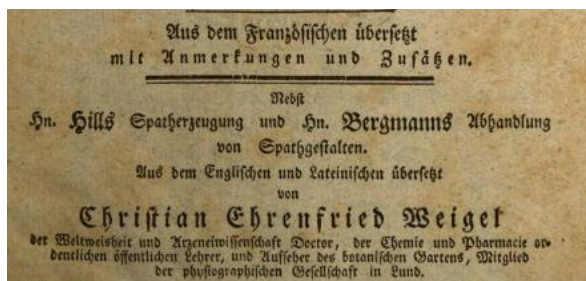 Aus dem Französischen übersetzt
mit Anmerkungen und Zusätzen.
Nebst
Hn. Hills Spatherzeugung und Hn. Bergmanns Abhandlung
von Spathgestalten.
Aus dem Englischen und Lateinischen übersetzt
von
Christian Ehrenfried Weigel
der Weltweisheit und Arzeneiwissenschaft Doctor, der Chemie und Pharmacie or-
dentlichen öffentlichen Lehrer, und Aufseher des botanischen Gartens, Mitglied
der physiographischen Gesellschaft in Lund.